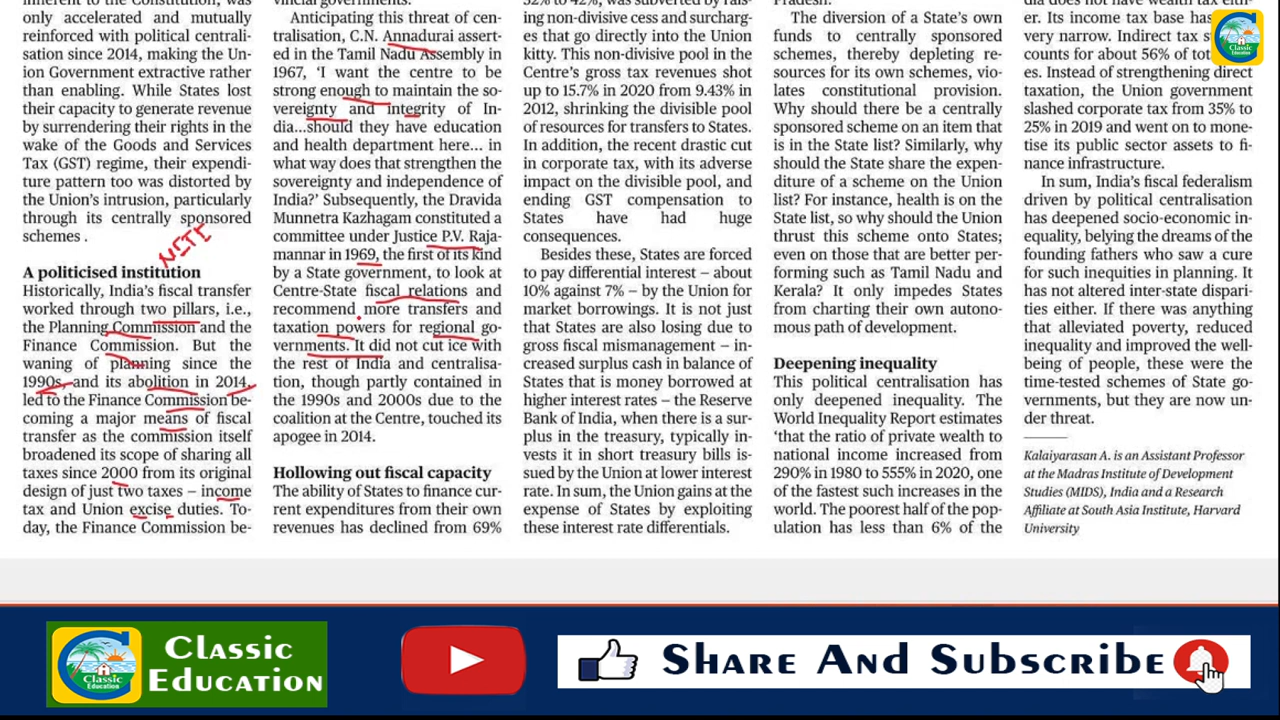 inherent to the Constitution, was
only accelerated and mutually
reinforced with political centrali-
sation since 2014, making the Un-
ion Government extractive rather
than enabling. While States lost
their capacity to generate revenue
by surrendering their rights in the
wake of the Goods and Services
Tax (GST) regime, their expendi-
ture pattern too was distorted by
the Union's intrusion, particularly
through its centrally sponsored
schemes .
NITI
A politicised institution
Historically, India's fiscal transfer
worked through two pillars, i.e.,
the Planning Commission and the
Finance Commission. But the
waning of planning since the
1990s, and its abolition in 2014,
led to the Finance Commission be-
coming a major means of fiscal
transfer as the commission itself
broadened its scope of sharing all
taxes since 2000 from its original
design of just two taxes – income
tax and Union excise duties. To-
day, the Finance Commission be-
vincial governments.
Anticipating this threat of cen-
tralisation, C.N. Annadurai assert-
ed in the Tamil Nadu Assembly in
1967, 'I want the centre to be
strong enough to maintain the so-
vereignty and integrity of In-
dia...should they have education
and health department here... in
what way does that strengthen the
sovereignty and independence of
India?' Subsequently, the Dravida
Munnetra Kazhagam constituted a
committee under Justice P.V. Raja-
mannar in 1969, the first of its kind
by a State government, to look at
Centre-State fiscal relations and
recommend more transfers and
taxation powers for regional go-
vernments. It did not cut ice with
the rest of India and centralisa-
tion, though partly contained in
the 1990s and 2000s due to the
coalition at the Centre, touched its
apogee in 2014.
Hollowing out fiscal capacity
The ability of States to finance cur-
rent expenditures from their own
revenues has declined from 69%
32% to 42%, was subverted by rais-
ing non-divisive cess and surcharg-
es that go directly into the Union
kitty. This non-divisive pool in the
Centre's gross tax revenues shot
up to 15.7% in 2020 from 9.43% in
2012, shrinking the divisible pool
of resources for transfers to States.
In addition, the recent drastic cut
in corporate tax, with its adverse
impact on the divisible pool, and
ending GST compensation to
States have had huge
consequences.
Besides these, States are forced
to pay differential interest – about
10% against 7% – by the Union for
market borrowings. It is not just
that States are also losing due to
gross fiscal mismanagement – in-
creased surplus cash in balance of
States that is money borrowed at
higher interest rates – the Reserve
Bank of India, when there is a sur-
plus in the treasury, typically in-
vests it in short treasury bills is-
sued by the Union at lower interest
rate. In sum, the Union gains at the
expense of States by exploiting
these interest rate differentials.
Pradesh.
The diversion of a State's own
funds to centrally sponsored
schemes, thereby depleting re-
sources for its own schemes, vio-
lates constitutional provision.
Why should there be a centrally
sponsored scheme on an item that
is in the State list? Similarly, why
should the State share the expen-
diture of a scheme on the Union
list? For instance, health is on the
State list, so why should the Union
thrust this scheme onto States;
even on those that are better per-
forming such as Tamil Nadu and
Kerala? It only impedes States
from charting their own autono-
mous path of development.
Deepening inequality
This political centralisation has
only deepened inequality. The
World Inequality Report estimates
'that the ratio of private wealth to
national income increased from
290% in 1980 to 555% in 2020, one
of the fastest such increases in the
world. The poorest half of the pop-
ulation has less than 6% of the
dia does not have wealth tax eith-
er. Its income tax base has
very narrow. Indirect tax
counts for about 56% of
es. Instead of strengthening direct
taxation, the Union government
slashed corporate tax from 35% to
25% in 2019 and went on to mone-
tise its public sector assets to fi-
nance infrastructure.
In sum, India's fiscal federalism
driven by political centralisation
has deepened socio-economic in-
equality, belying the dreams of the
founding fathers who saw a cure
for such inequities in planning. It
has not altered inter-state dispari-
ties either. If there was anything
that alleviated poverty, reduced
inequality and improved the well-
being of people, these were the
time-tested schemes of State go-
vernments, but they are now un-
der threat.
Kalaiyarasan A. is an Assistant Professor
at the Madras Institute of Development
Studies (MIDS), India and a Research
Affiliate at South Asia Institute, Harvard
University
Classic
Education
Classic
Education
Classic
Education
Share And Subscribe